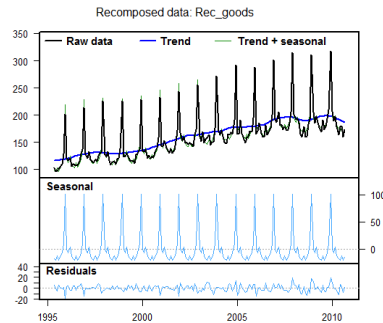 Recomposed data: Rec_goods
Raw data Trend Trend + seasonal
350
300
250
200
150
100
Seasonal
100
50
0
Residuals
40
20
0
-20
1995 2000 2005 2010